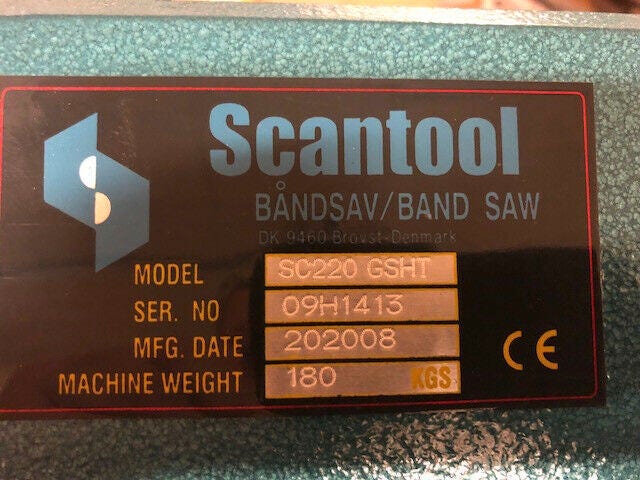 Scantool
BÅNDSAV/BAND SAW
DK 9460 Brovst-Denmark
MODEL SC220 GSHT
SER. NO 09H1413
MFG. DATE 202008
MACHINE WEIGHT 180 KGS
CE